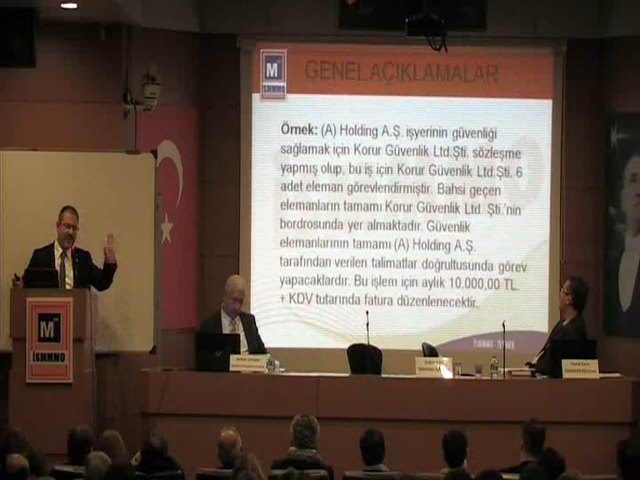 M
İSMMMO
GENEL AÇIKLAMALAR
Örnek: (A) Holding A.Ş. işyerinin güvenliği
sağlamak için Korur Güvenlik Ltd.Şti. sözleşme
yapmış olup, bu iş için Korur Güvenlik Ltd.Şti. 6
adet eleman görevlendirmiştir. Bahsi geçen
elemanların tamamı Korur Güvenlik Ltd. Şti.'nin
bordrosunda yer almaktadır. Güvenlik
elemanlarının tamamı (A) Holding A.Ş.
tarafından verilen talimatlar doğrultusunda görev
yapacaklardır. Bu işlem için aylık 10.000,00 TL.
+ KDV tutarında fatura düzenlenecektir.
M
İSMMMO